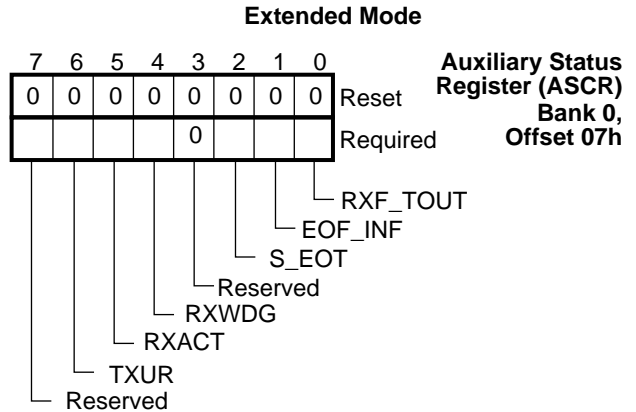 Extended Mode
7 6 5 4 3 2 1 0
Auxiliary Status
Register (ASCR)
Bank 0,
Offset 07h
0 0 0 0 0 0 0 0 Reset
0 Required
RXF_TOUT
EOF_INF
S_EOT
Reserved
RXWDG
RXACT
TXUR
Reserved